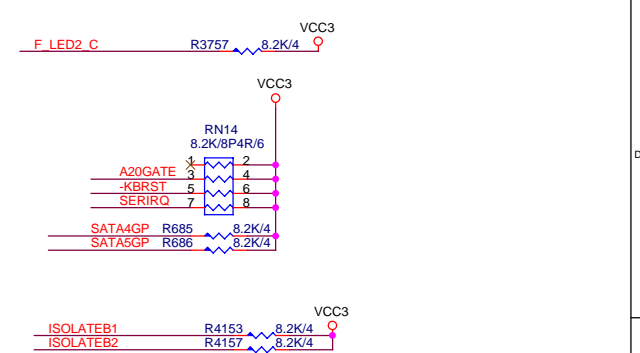 VCC3
F_LED2_C R3757 8.2K/4
VCC3
RN14
8.2K/8P4R/6
1 2
A20GATE 3 4
-KBRST 5 6
SERIRQ 7 8
SATA4GP R685 8.2K/4
SATA5GP R686 8.2K/4
VCC3
ISOLATEB1 R4153 8.2K/4
ISOLATEB2 R4157 8.2K/4
D